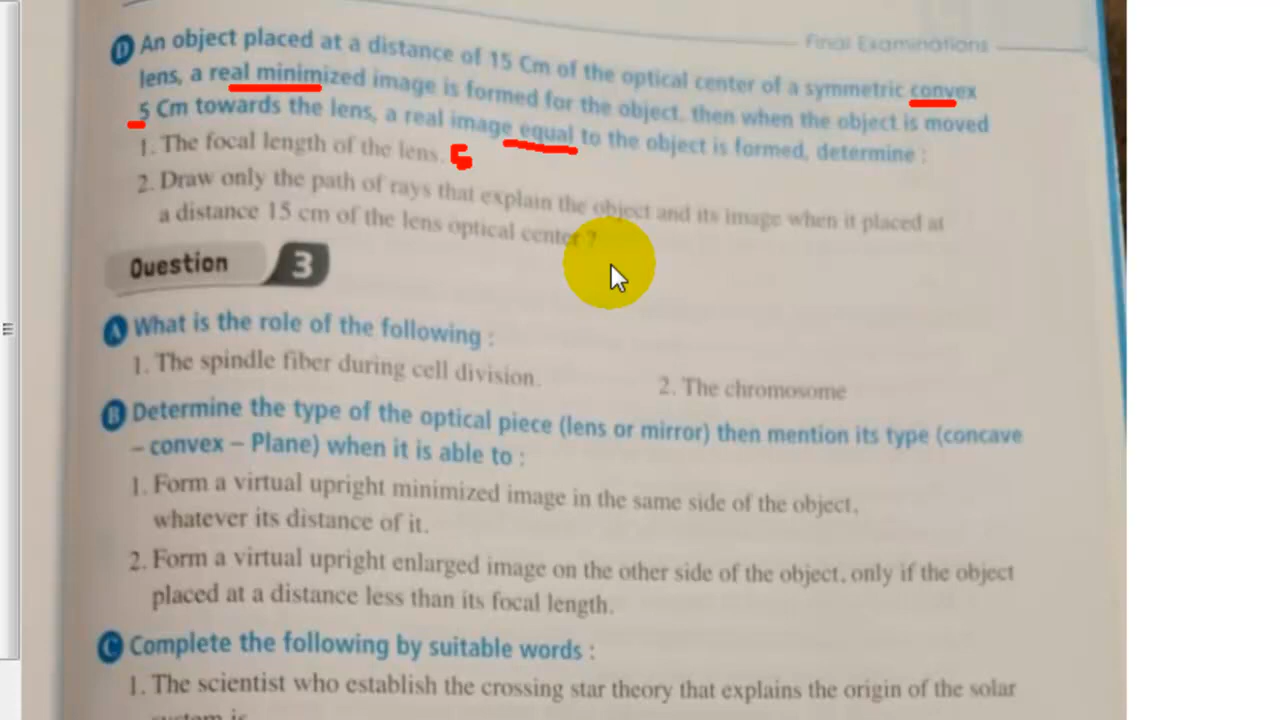 Final Examinations
D An object placed at a distance of 15 Cm of the optical center of a symmetric convex
lens, a real minimized image is formed for the object, then when the object is moved
5 Cm towards the lens, a real image equal to the object is formed, determine :
1. The focal length of the lens. 5
2. Draw only the path of rays that explain the object and its image when it placed at
a distance 15 cm of the lens optical center ?
Question 3
A What is the role of the following :
1. The spindle fiber during cell division.
2. The chromosome
B Determine the type of the optical piece (lens or mirror) then mention its type (concave
– convex – Plane) when it is able to :
1. Form a virtual upright minimized image in the same side of the object,
whatever its distance of it.
2. Form a virtual upright enlarged image on the other side of the object, only if the object
placed at a distance less than its focal length.
C Complete the following by suitable words :
1. The scientist who establish the crossing star theory that explains the origin of the solar
system is